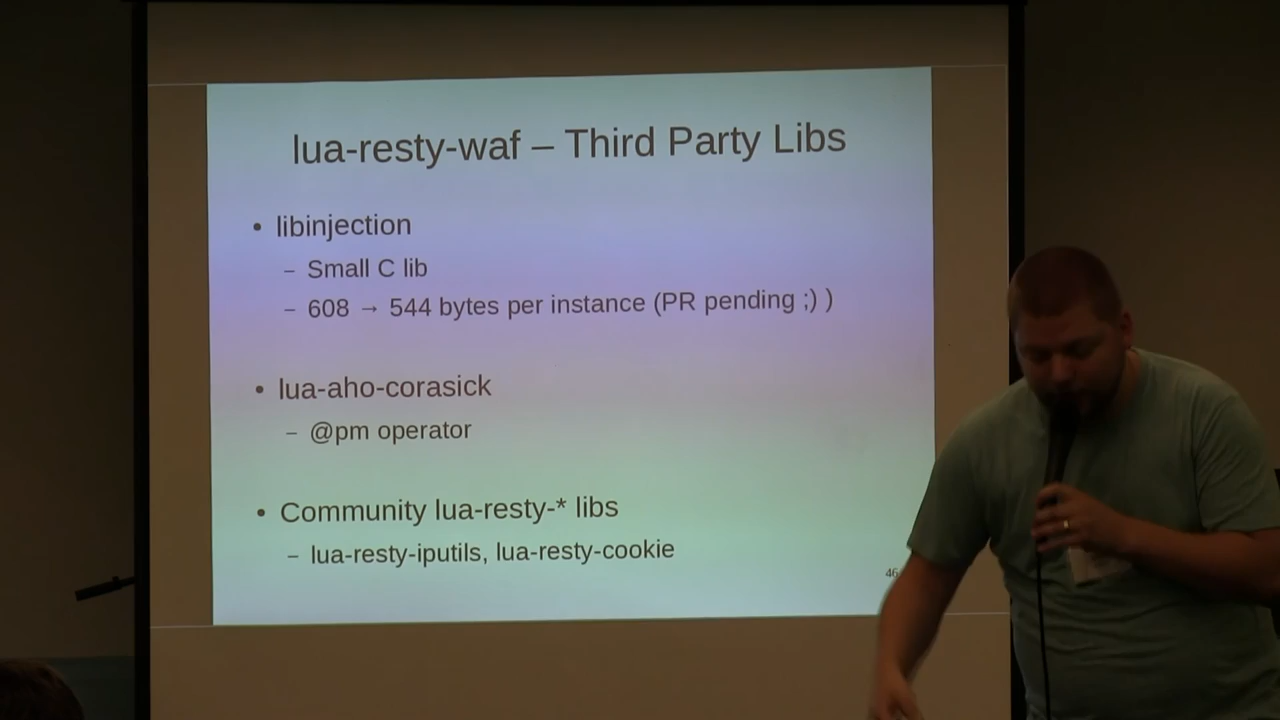 lua-resty-waf – Third Party Libs
• libinjection
– Small C lib
– 608 → 544 bytes per instance (PR pending ;) )
• lua-aho-corasick
– @pm operator
• Community lua-resty-* libs
– lua-resty-iputils, lua-resty-cookie
46